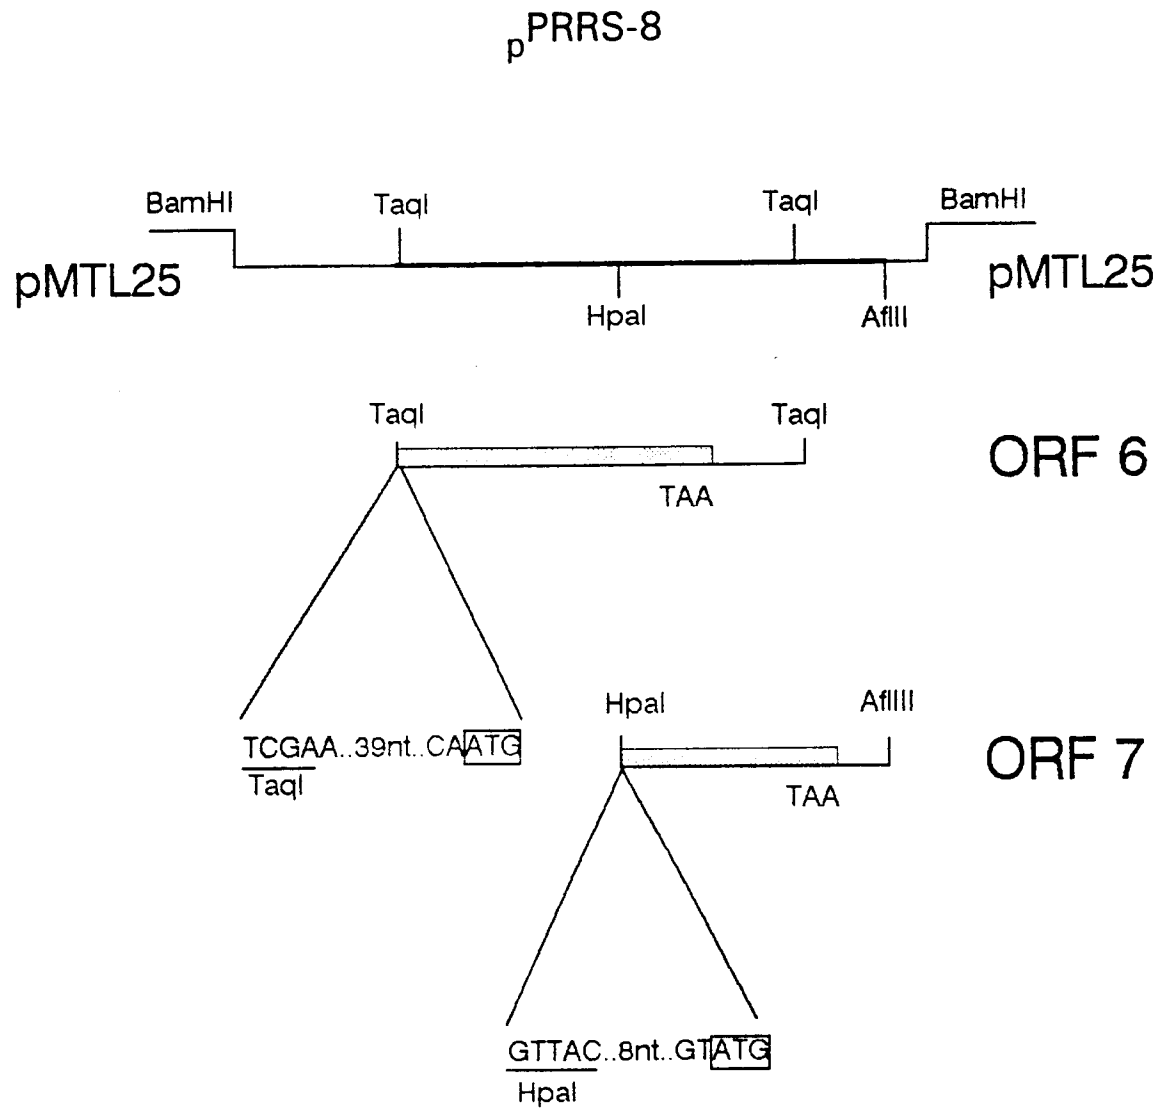 pPRRS-8
BamHI TaqI TaqI BamHI
pMTL25 pMTL25
HpaI AflIII
TaqI TaqI
ORF 6
TAA
HpaI AflIII
TCGAA..39nt..CAATG
TaqI
ORF 7
TAA
GTTAC..8nt..GTATG
HpaI